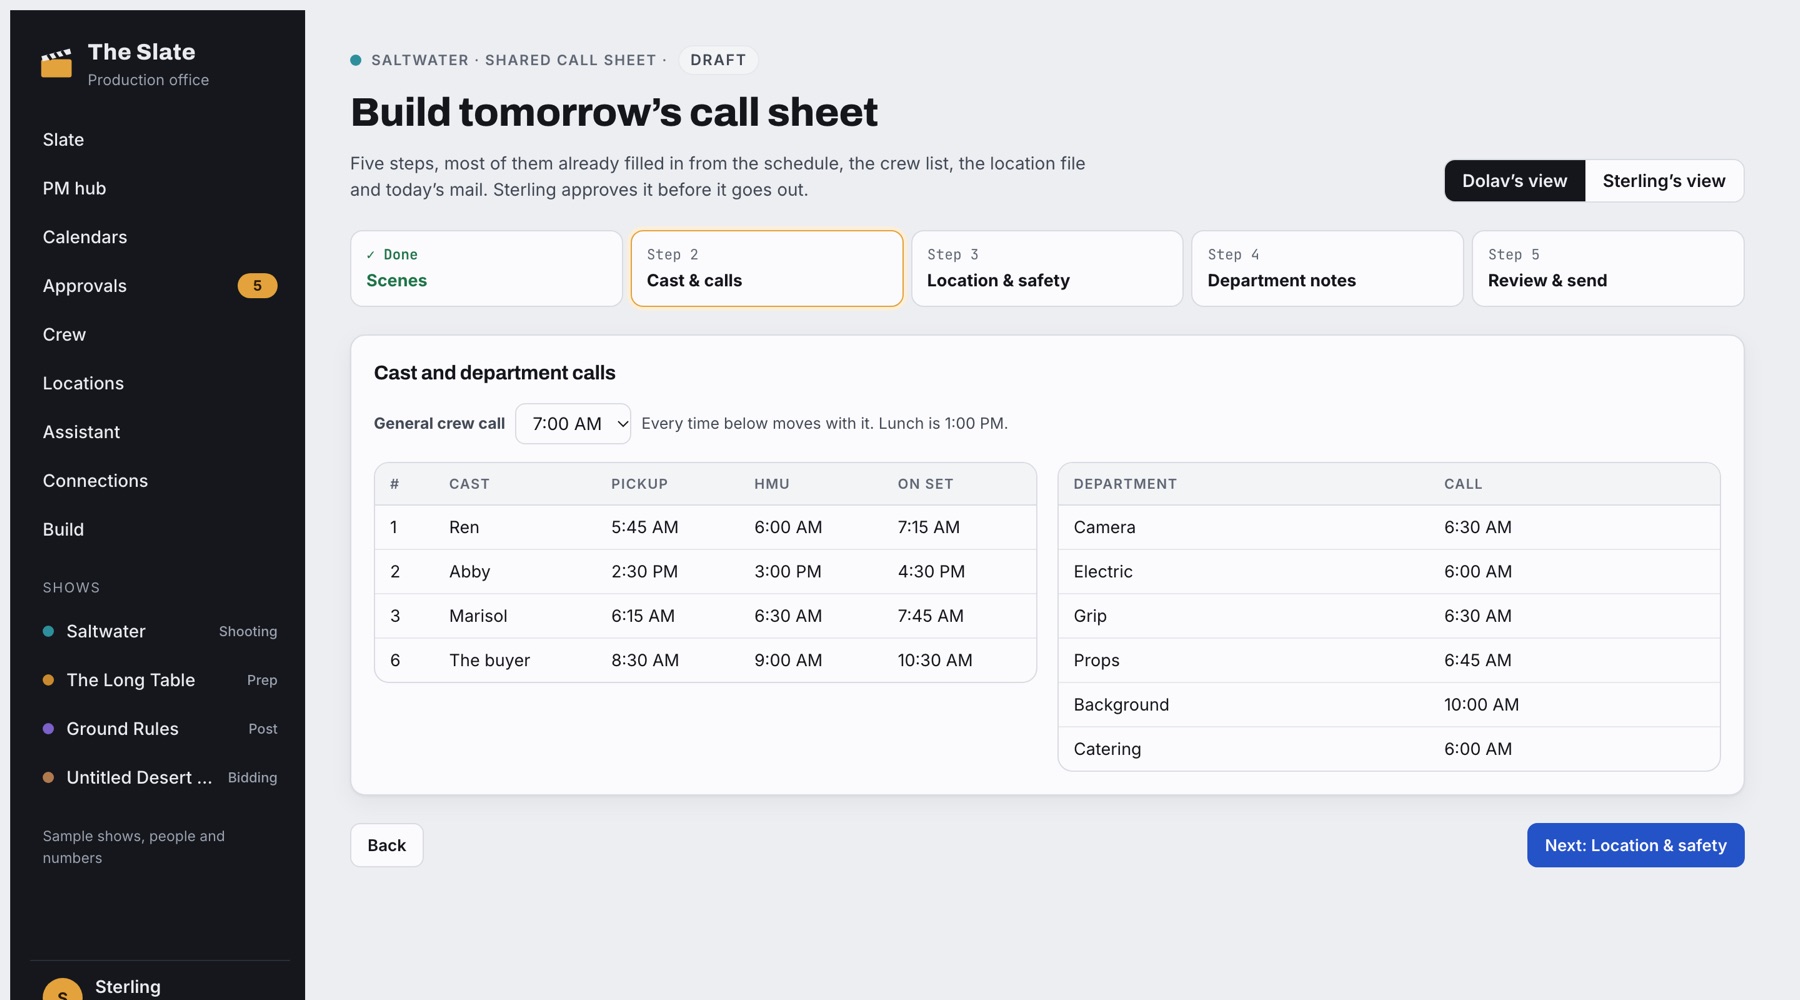 The Slate
Production office
Slate
PM hub
Calendars
Approvals 5
Crew
Locations
Assistant
Connections
Build
SHOWS
Saltwater Shooting
The Long Table Prep
Ground Rules Post
Untitled Desert ... Bidding
Sample shows, people and
numbers
S Sterling
SALTWATER · SHARED CALL SHEET · DRAFT
Build tomorrow’s call sheet
Five steps, most of them already filled in from the schedule, the crew list, the location file
and today’s mail. Sterling approves it before it goes out.
Dolav’s view Sterling’s view
✓ Done
Scenes
Step 2
Cast & calls
Step 3
Location & safety
Step 4
Department notes
Step 5
Review & send
Cast and department calls
General crew call 7:00 AM Every time below moves with it. Lunch is 1:00 PM.
# CAST PICKUP HMU ON SET
1 Ren 5:45 AM 6:00 AM 7:15 AM
2 Abby 2:30 PM 3:00 PM 4:30 PM
3 Marisol 6:15 AM 6:30 AM 7:45 AM
6 The buyer 8:30 AM 9:00 AM 10:30 AM
DEPARTMENT CALL
Camera 6:30 AM
Electric 6:00 AM
Grip 6:30 AM
Props 6:45 AM
Background 10:00 AM
Catering 6:00 AM
Back
Next: Location & safety